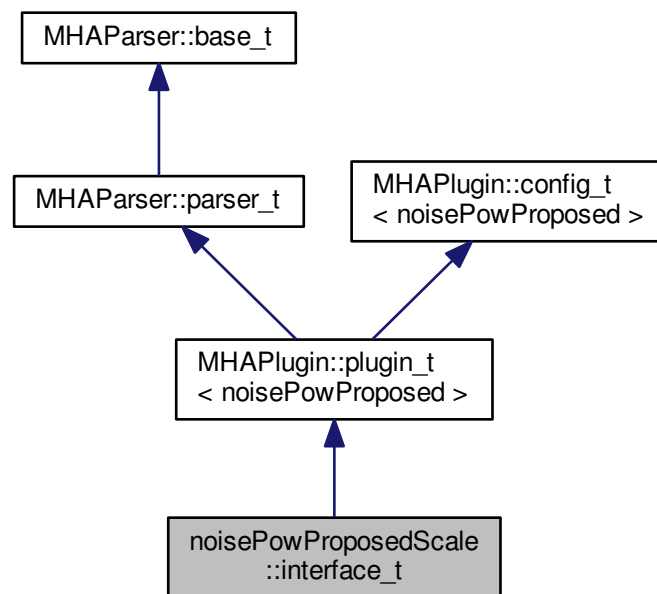 MHAParser::base_t
MHAParser::parser_t
MHAPlugin::config_t
< noisePowProposed >
MHAPlugin::plugin_t
< noisePowProposed >
noisePowProposedScale
::interface_t